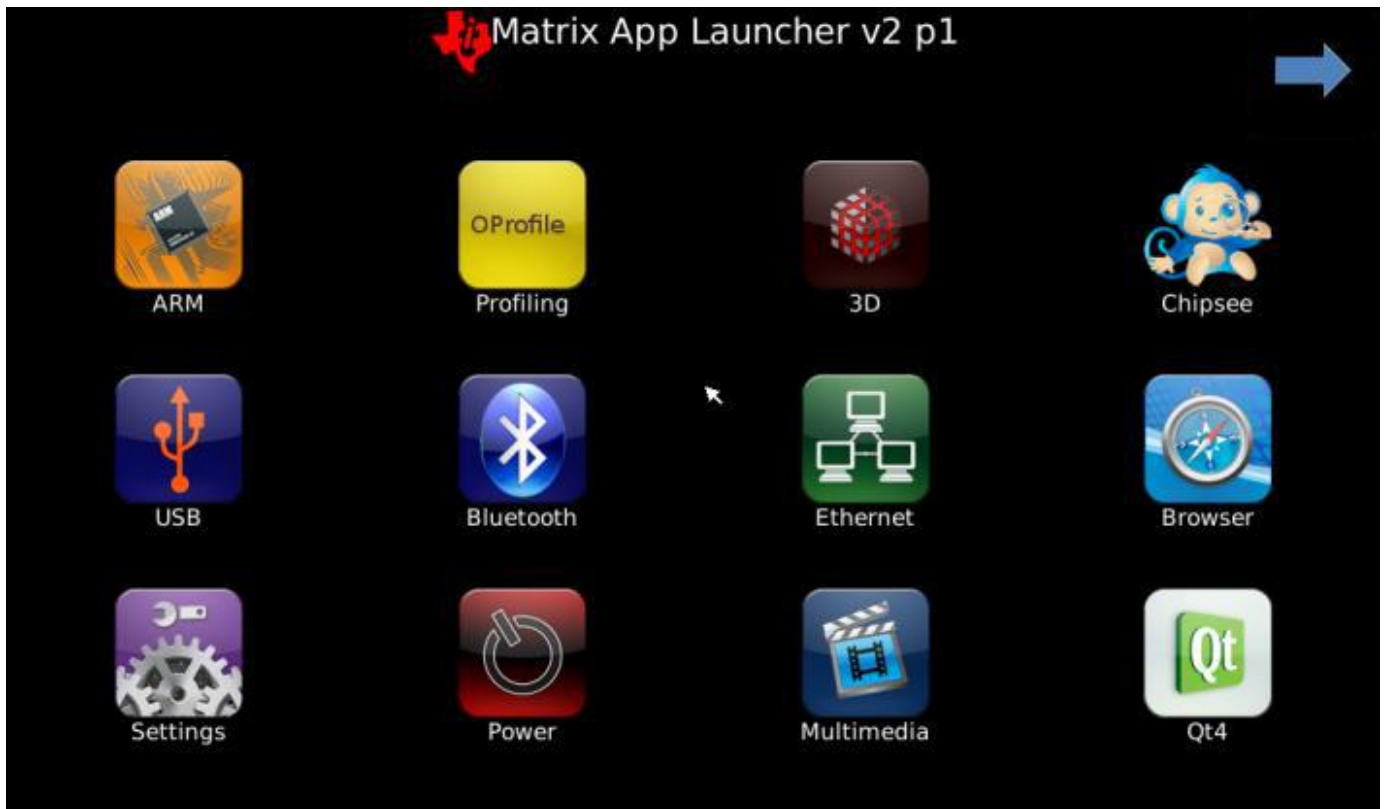 Matrix App Launcher v2 p1
ARM
OProfile
ARM
Profiling
3D
Chipsee
USB
Bluetooth
Ethernet
Browser
Settings
Power
Multimedia
Qt
Qt4